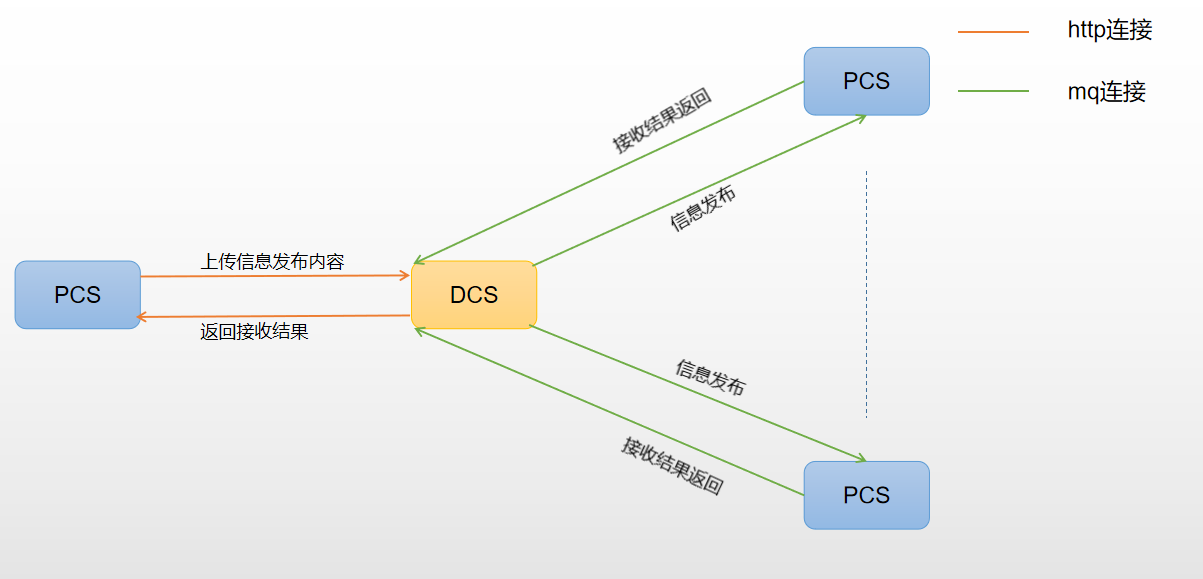 http连接
PCS
mq连接
接收结果返回
信息发布
上传信息发布内容
PCS
DCS
返回接收结果
信息发布
接收结果返回
PCS